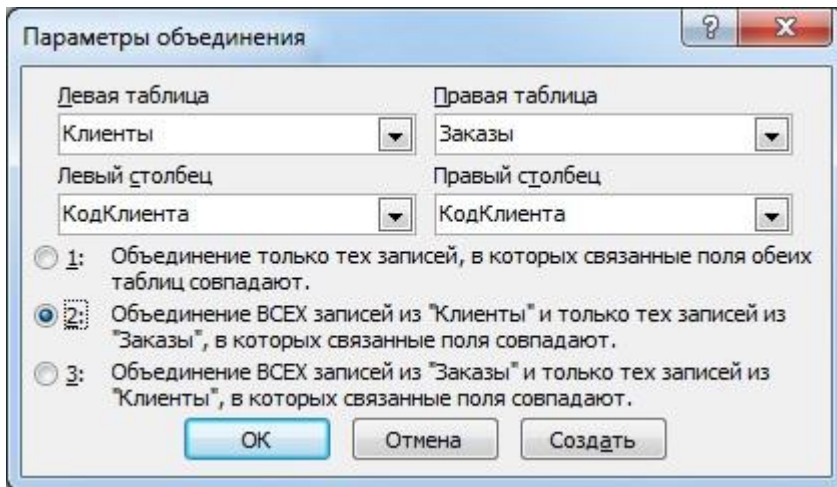 Параметры объединения
Левая таблица
Правая таблица
Клиенты
Заказы
Левый столбец
Правый столбец
КодКлиента
КодКлиента
1: Объединение только тех записей, в которых связанные поля обеих
таблиц совпадают.
2: Объединение ВСЕХ записей из "Клиенты" и только тех записей из
"Заказы", в которых связанные поля совпадают.
3: Объединение ВСЕХ записей из "Заказы" и только тех записей из
"Клиенты", в которых связанные поля совпадают.
ОК
Отмена
Создать